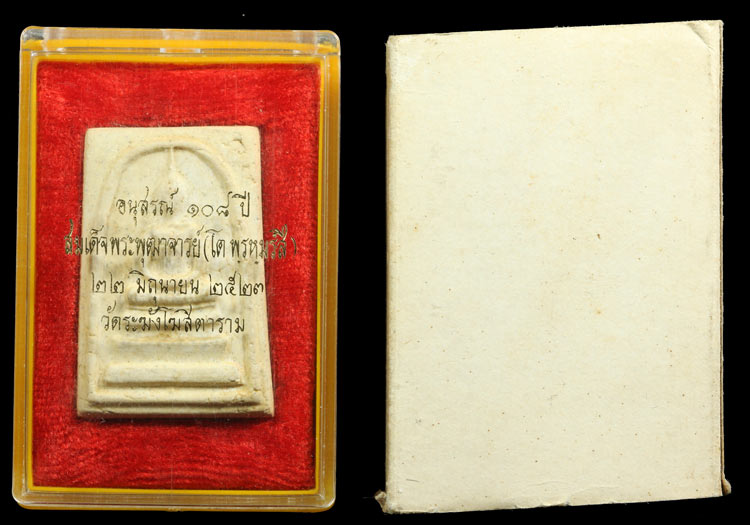 อนุสรณ์ ๑๐๘ ปี
สมเด็จพระพุฒาจารย์ (โต พฺรหฺมรํสี)
๒๒ มิถุนายน ๒๕๒๓
วัดระฆังโฆสิตาราม